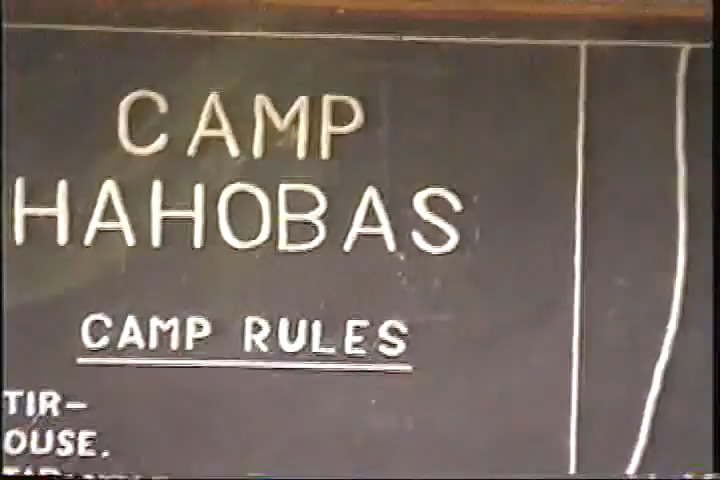 CAMP
HAHOBAS
CAMP RULES
TIR-
OUSE.